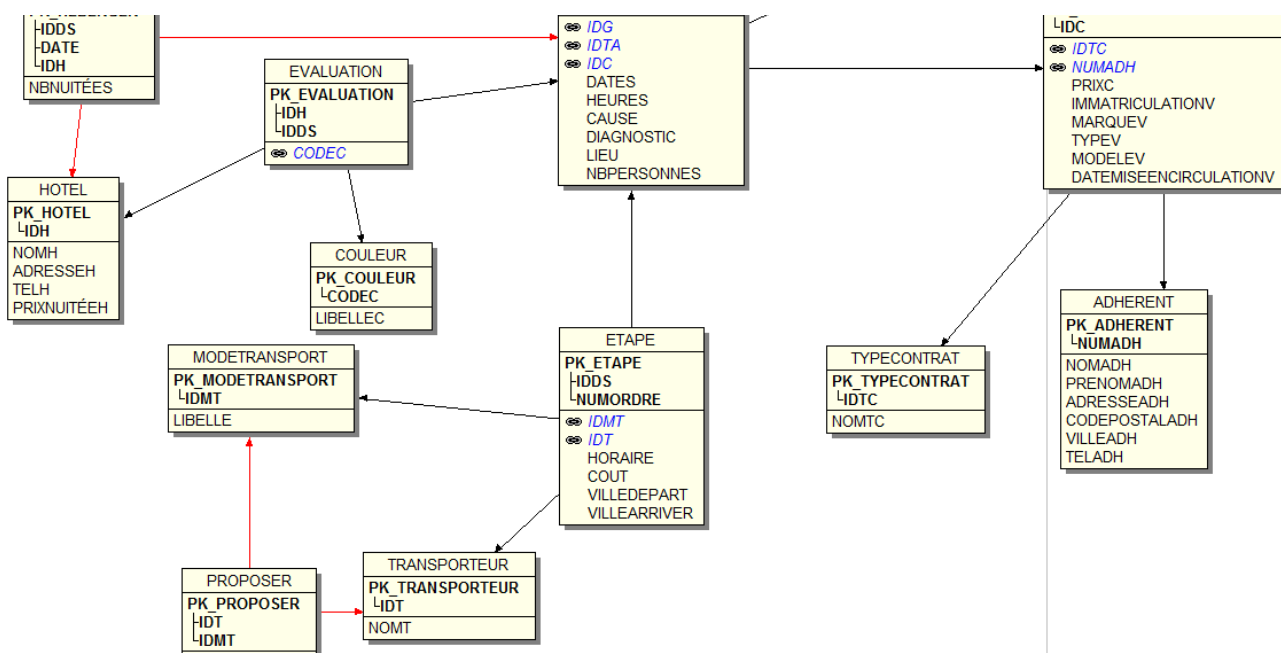 IDDS
DATE
IDH
NBNUITÉES
EVALUATION
PK_EVALUATION
IDH
IDDS
CODEC
IDG
IDTA
IDC
DATES
HEURES
CAUSE
DIAGNOSTIC
LIEU
NBPERSONNES
IDC
IDTC
NUMADH
PRIXC
IMMATRICULATIONV
MARQUEV
TYPEV
MODELEV
DATEMISEENCIRCULATIONV
HOTEL
PK_HOTEL
IDH
NOMH
ADRESSEH
TELH
PRIXNUITÉEH
COULEUR
PK_COULEUR
CODEC
LIBELLEC
MODETRANSPORT
PK_MODETRANSPORT
IDMT
LIBELLE
ETAPE
PK_ETAPE
IDDS
NUMORDRE
IDMT
IDT
HORAIRE
COUT
VILLEDEPART
VILLEARRIVER
TYPECONTRAT
PK_TYPECONTRAT
IDTC
NOMTC
ADHERENT
PK_ADHERENT
NUMADH
NOMADH
PRENOMADH
ADRESSEADH
CODEPOSTALADH
VILLEADH
TELADH
PROPOSER
PK_PROPOSER
IDT
IDMT
TRANSPORTEUR
PK_TRANSPORTEUR
IDT
NOMT